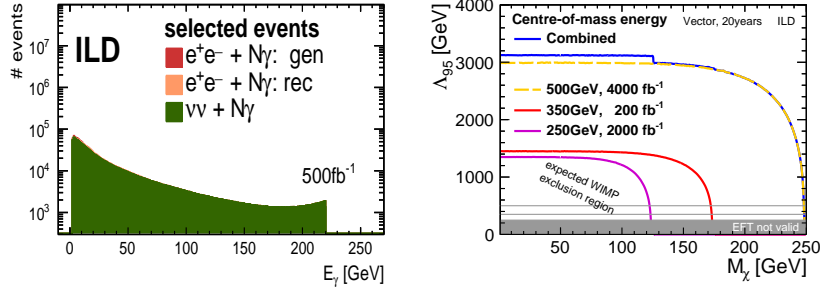 # events
10⁷
10⁶
10⁵
10⁴
10³
ILD
selected events
e⁺e⁻ + Nγ: gen
e⁺e⁻ + Nγ: rec
νν + Nγ
500fb⁻¹
0 50 100 150 200 250
E_γ [GeV]
Λ₉₅ [GeV]
4000
3000
2000
1000
0
Centre-of-mass energy
Vector, 20years ILD
Combined
500GeV, 4000 fb⁻¹
350GeV, 200 fb⁻¹
250GeV, 2000 fb⁻¹
expected WIMP
exclusion region
EFT not valid
50 100 150 200 250
M_χ [GeV]